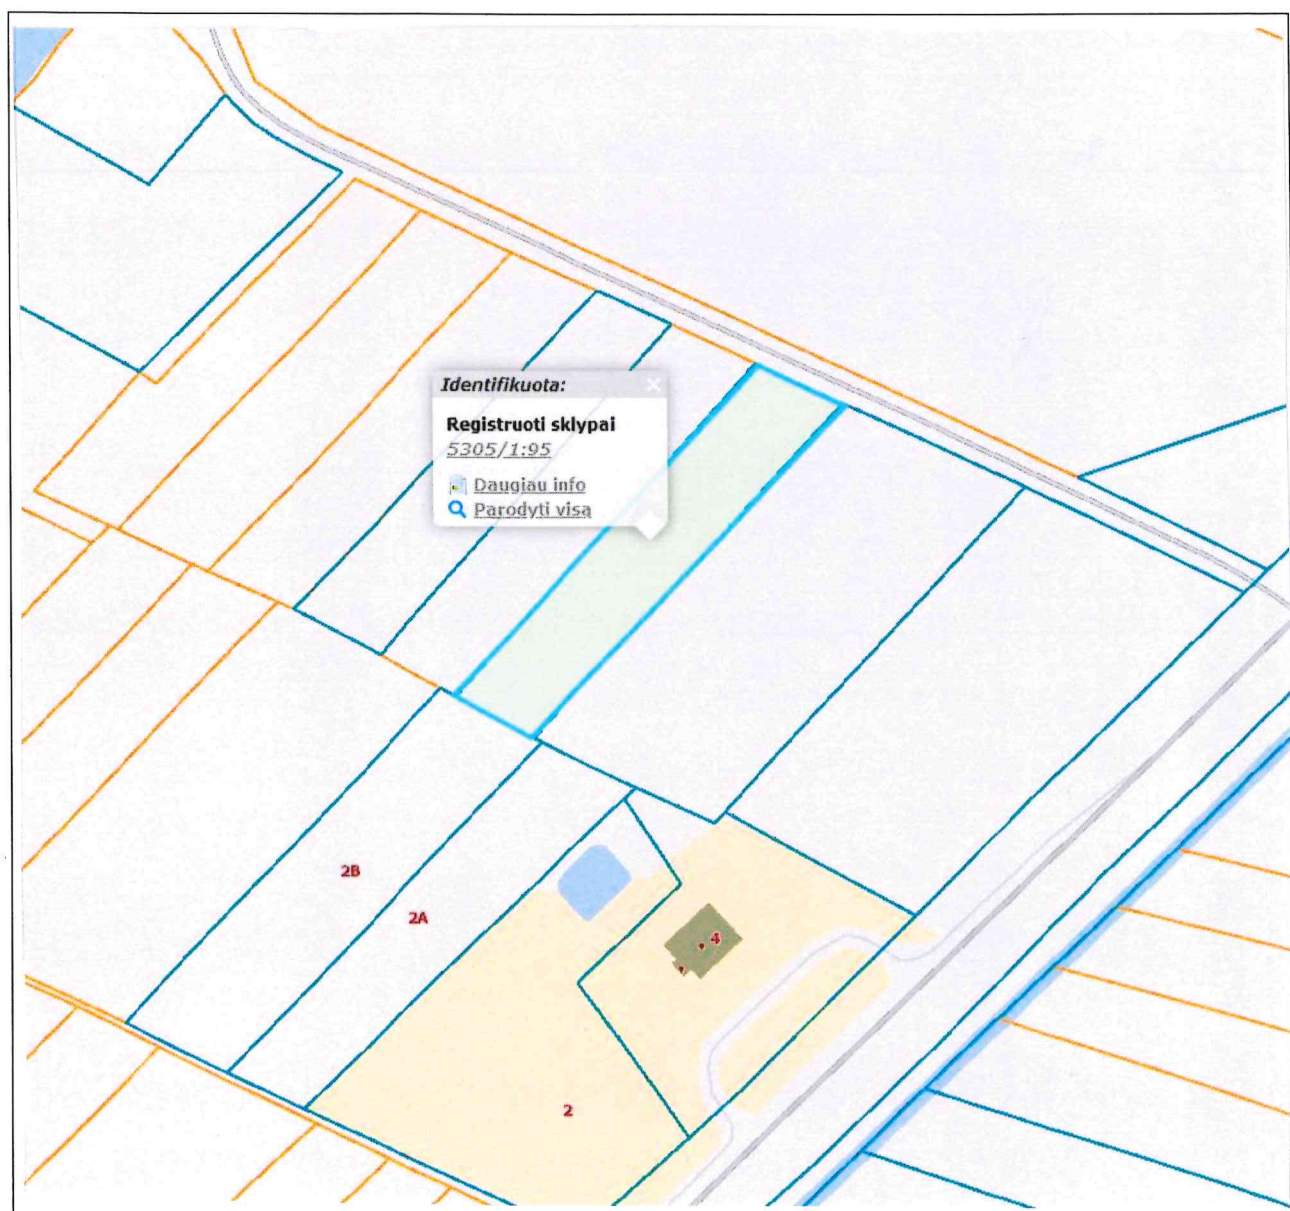 Identifikuota:
Registruoti sklypai
5305/1:95
Daugiau info
Parodyti visą
2B
2A
4
2